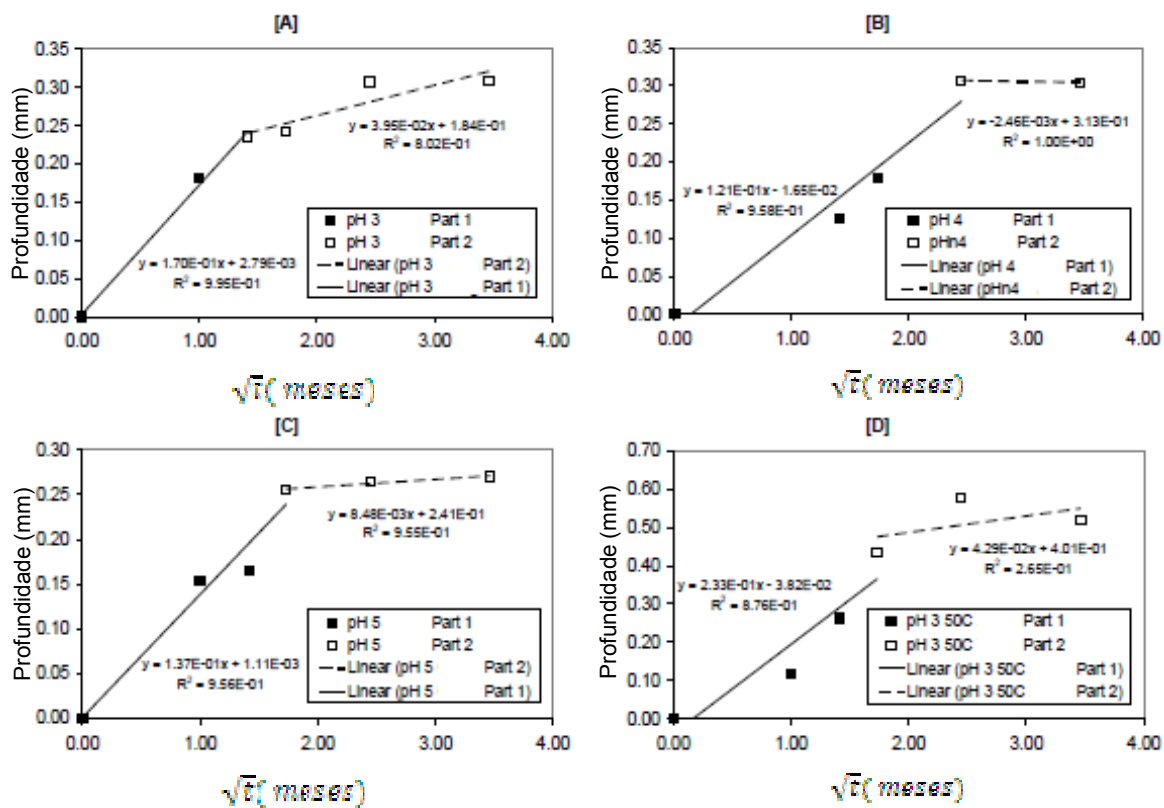 [A]
Profundidade (mm)
0.35
0.30
0.25
0.20
0.15
0.10
0.05
0.00
y = 3.95E-02x + 1.84E-01
R² = 8.02E-01
y = 1.70E-01x + 2.79E-03
R² = 9.95E-01
pH 3 Part 1
pH 3 Part 2
Linear (pH 3 Part 2)
Linear (pH 3 Part 1)
0.00 1.00 2.00 3.00 4.00
√t( meses)
[B]
Profundidade (mm)
0.35
0.30
0.25
0.20
0.15
0.10
0.05
0.00
y = -2.46E-03x + 3.13E-01
R² = 1.00E+00
y = 1.21E-01x - 1.65E-02
R² = 9.58E-01
pH 4 Part 1
pHn4 Part 2
Linear (pH 4 Part 1)
Linear (pHn4 Part 2)
0.00 1.00 2.00 3.00 4.00
√t( meses)
[C]
Profundidade (mm)
0.30
0.25
0.20
0.15
0.10
0.05
0.00
y = 8.48E-03x + 2.41E-01
R² = 9.55E-01
y = 1.37E-01x + 1.11E-03
R² = 9.56E-01
pH 5 Part 1
pH 5 Part 2
Linear (pH 5 Part 2)
Linear (pH 5 Part 1)
0.00 1.00 2.00 3.00 4.00
√t( meses)
[D]
Profundidade (mm)
0.70
0.60
0.50
0.40
0.30
0.20
0.10
0.00
y = 4.29E-02x + 4.01E-01
R² = 2.65E-01
y = 2.33E-01x - 3.82E-02
R² = 8.76E-01
pH 3 50C Part 1
pH 3 50C Part 2
Linear (pH 3 50C Part 1)
Linear (pH 3 50C Part 2)
0.00 1.00 2.00 3.00 4.00
√t( meses)